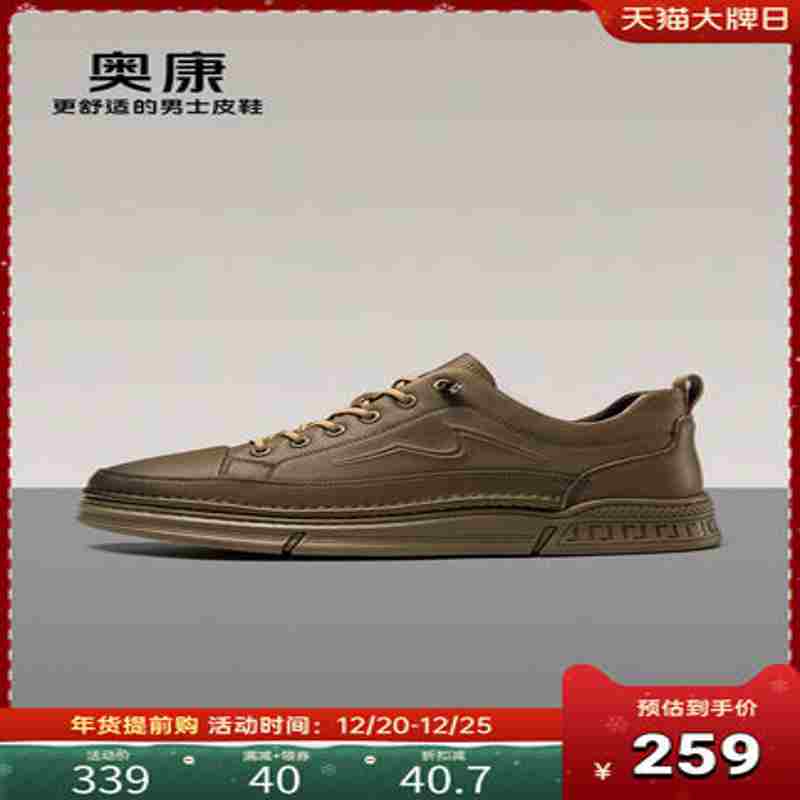 天猫大牌日
奥康
更舒适的男士皮鞋
年货提前购 活动时间：12/20-12/25
预估到手价
活动价 满减+领券 折扣减
339 - 40 - 40.7
¥ 259